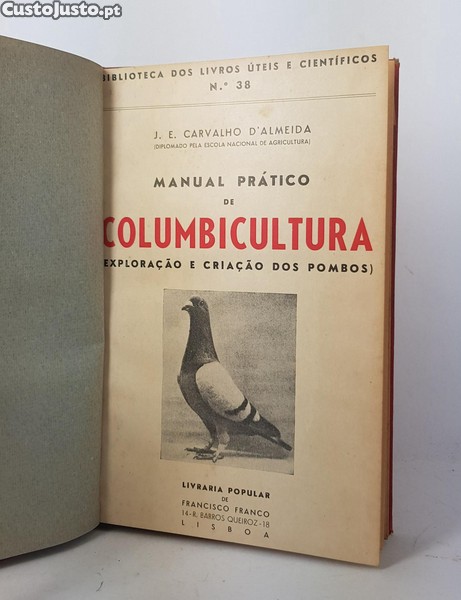 CustoJusto.pt
BIBLIOTECA DOS LIVROS ÚTEIS E CIENTÍFICOS
N.º 38
J. E. CARVALHO D'ALMEIDA
(DIPLOMADO PELA ESCOLA NACIONAL DE AGRICULTURA)
MANUAL PRÁTICO
DE
COLUMBICULTURA
(EXPLORAÇÃO E CRIAÇÃO DOS POMBOS)
LIVRARIA POPULAR
DE
FRANCISCO FRANCO
14-R. BARROS QUEIROZ-18
LISBOA